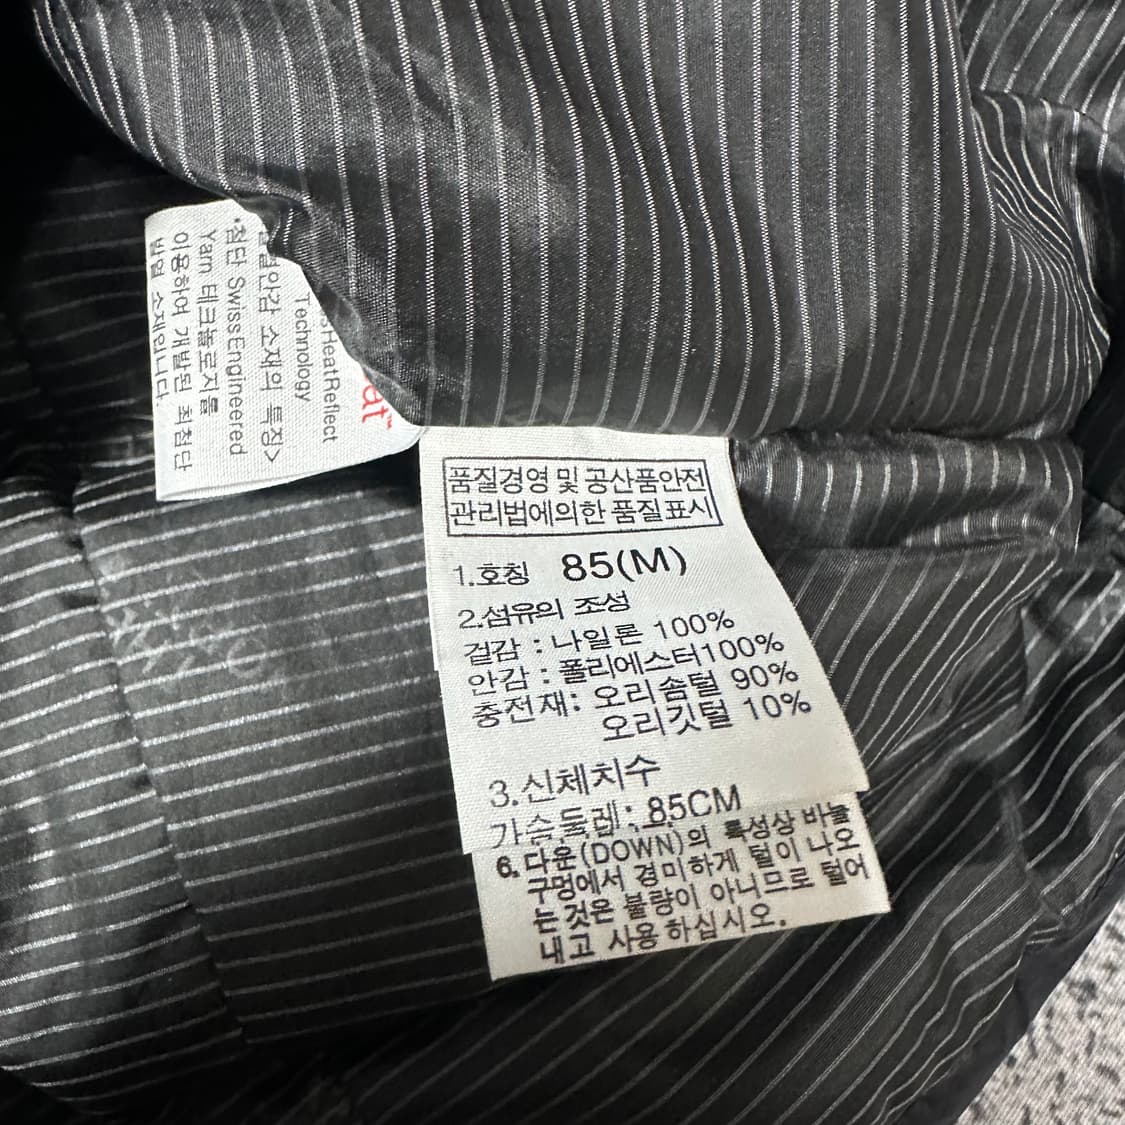 품질경영 및 공산품안전
관리법에의한 품질표시
1.호칭 85(M)
2.섬유의 조성
겉감 : 나일론 100%
안감 : 폴리에스터100%
충전재: 오리솜털 90%
오리깃털 10%
3.신체치수
가슴둘레: 85CM
6.다운(DOWN)의 특성상 바늘
구멍에서 경미하게 털이 나오
는것은 불량이 아니므로 털어
내고 사용하십시오.
HeatReflect
Technology
소재의 특징>
•첨단 SwissEngineered
Yarn 테크놀로지를
이용하여 개발된 최첨단
발열 소재입니다.